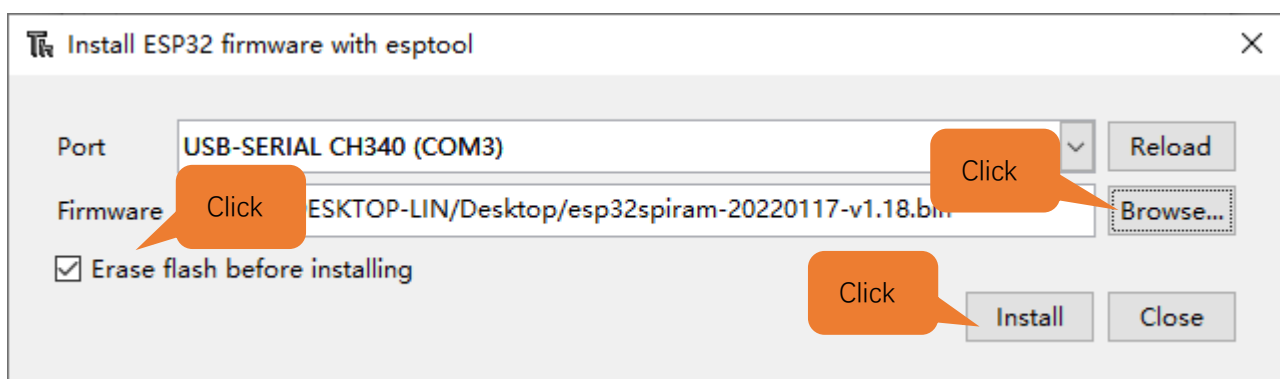 Install ESP32 firmware with esptool
Port USB-SERIAL CH340 (COM3) Reload
Click
Firmware Click ESKTOP-LIN/Desktop/esp32spiram-20220117-v1.18.bin Browse...
Erase flash before installing
Click
Install Close